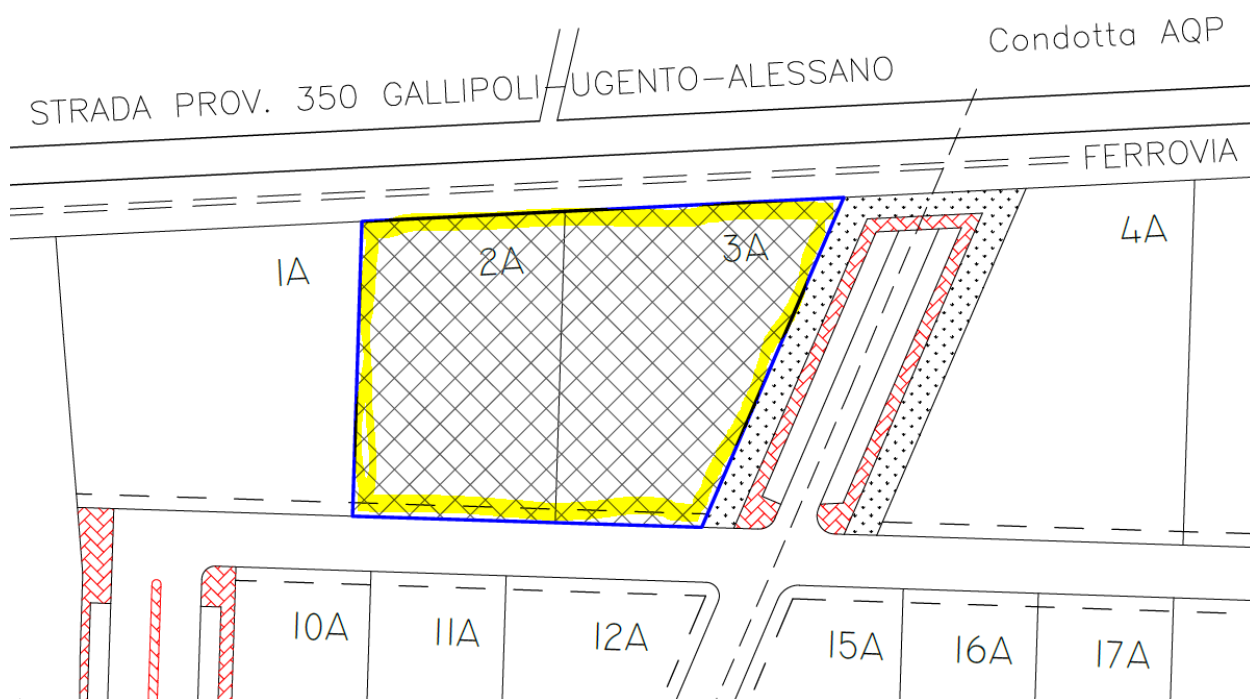 Condotta AQP
STRADA PROV. 350 GALLIPOLI-UGENTO-ALESSANO
FERROVIA
1A
2A
3A
4A
10A
11A
12A
15A
16A
17A